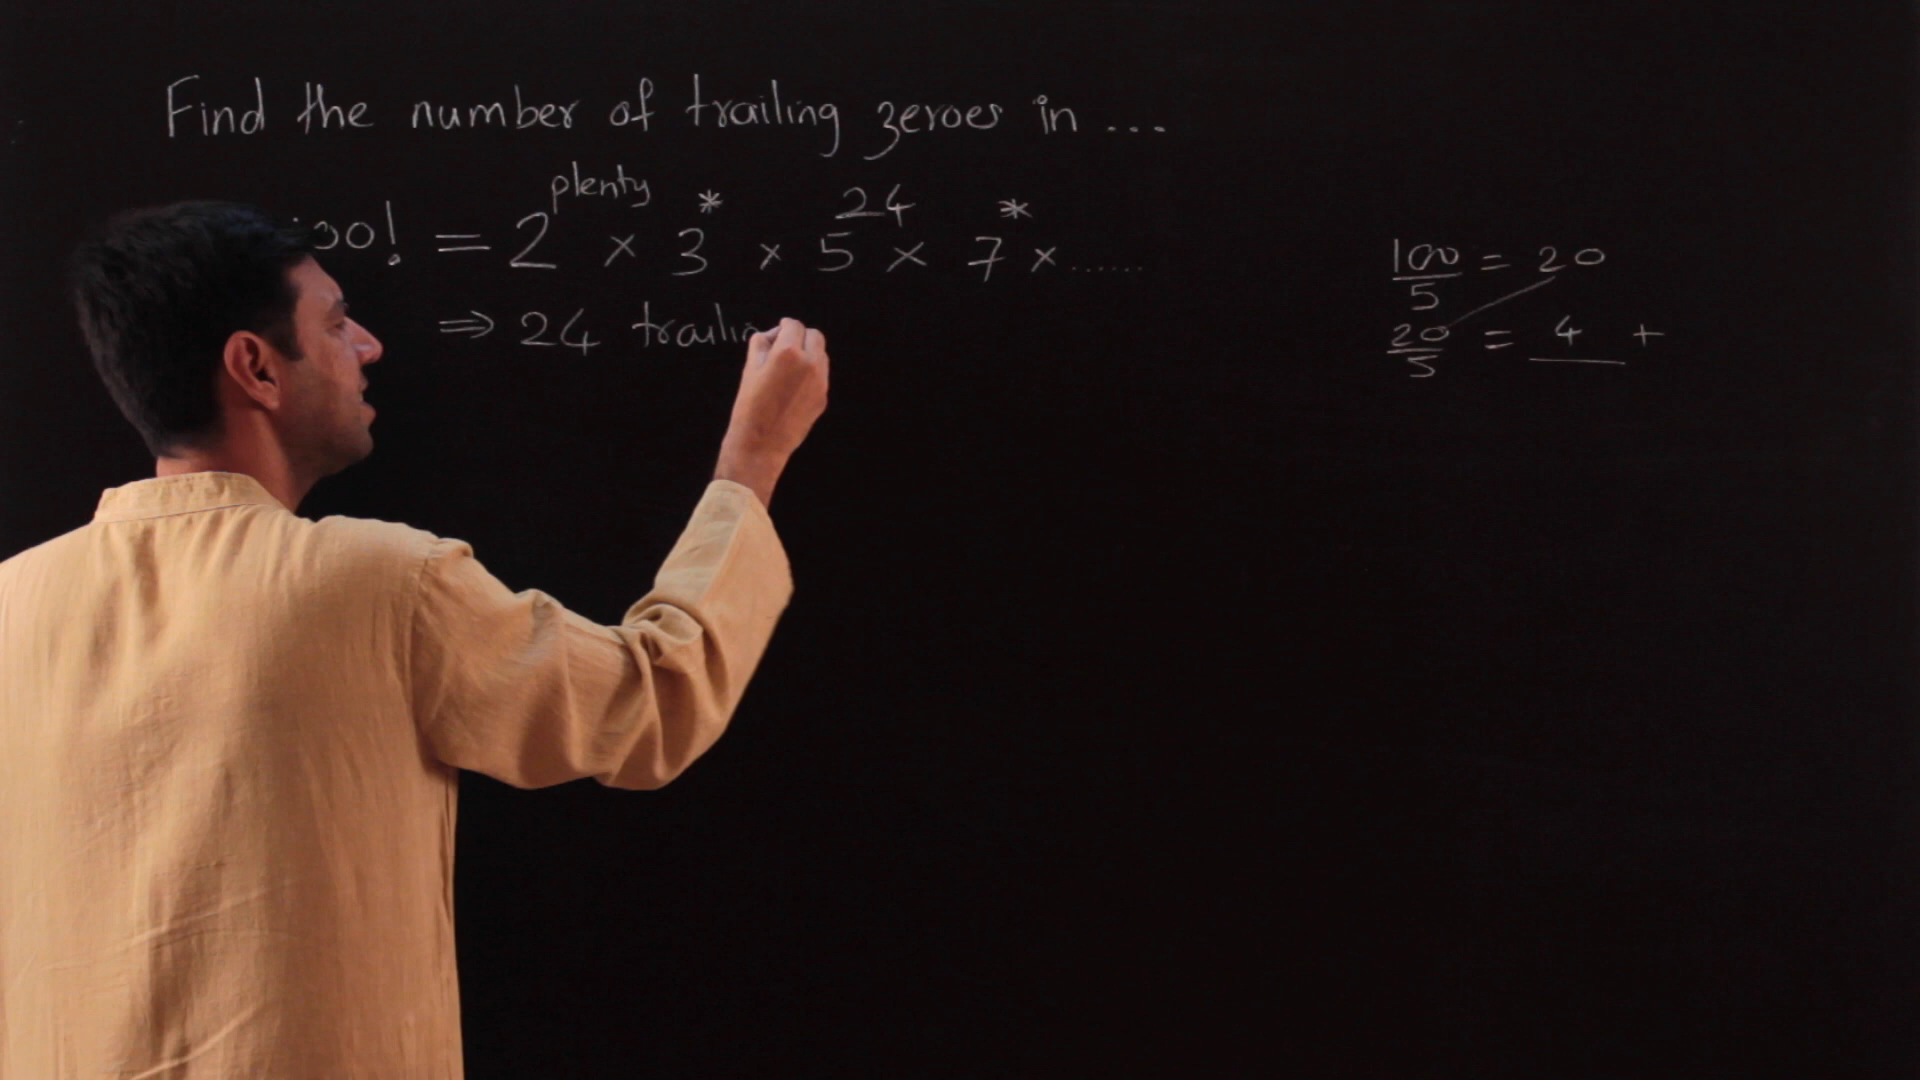 Find the number of trailing zeroes in ...
00! = 2^plenty × 3^* × 5^24 × 7^* × ......
⇒ 24 trailin
100/5 = 20
20/5 = 4 +